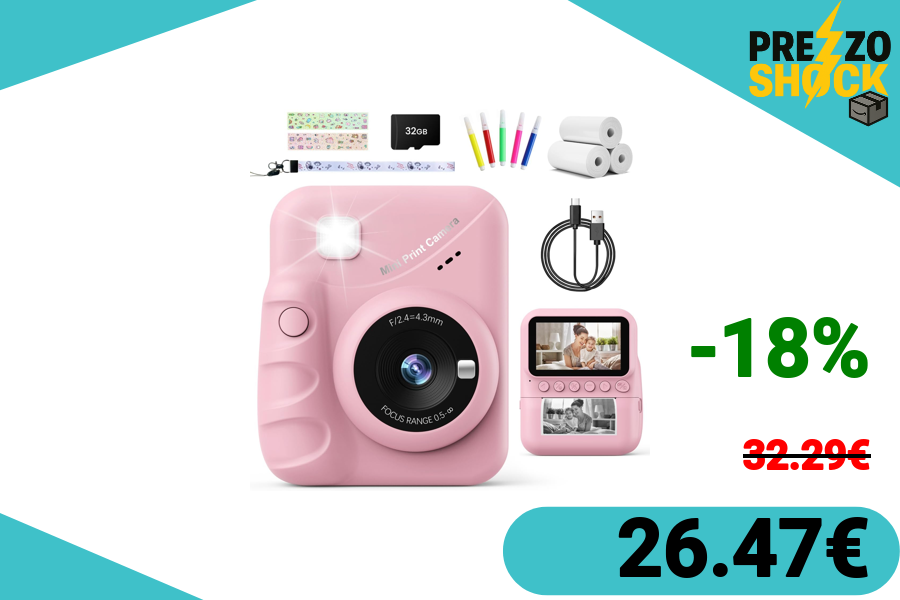 PREZZO
SHOCK
32GB
Mini Print Camera
F/2.4=4.3mm
FOCUS RANGE 0.5-∞
-18%
32.29€
26.47€